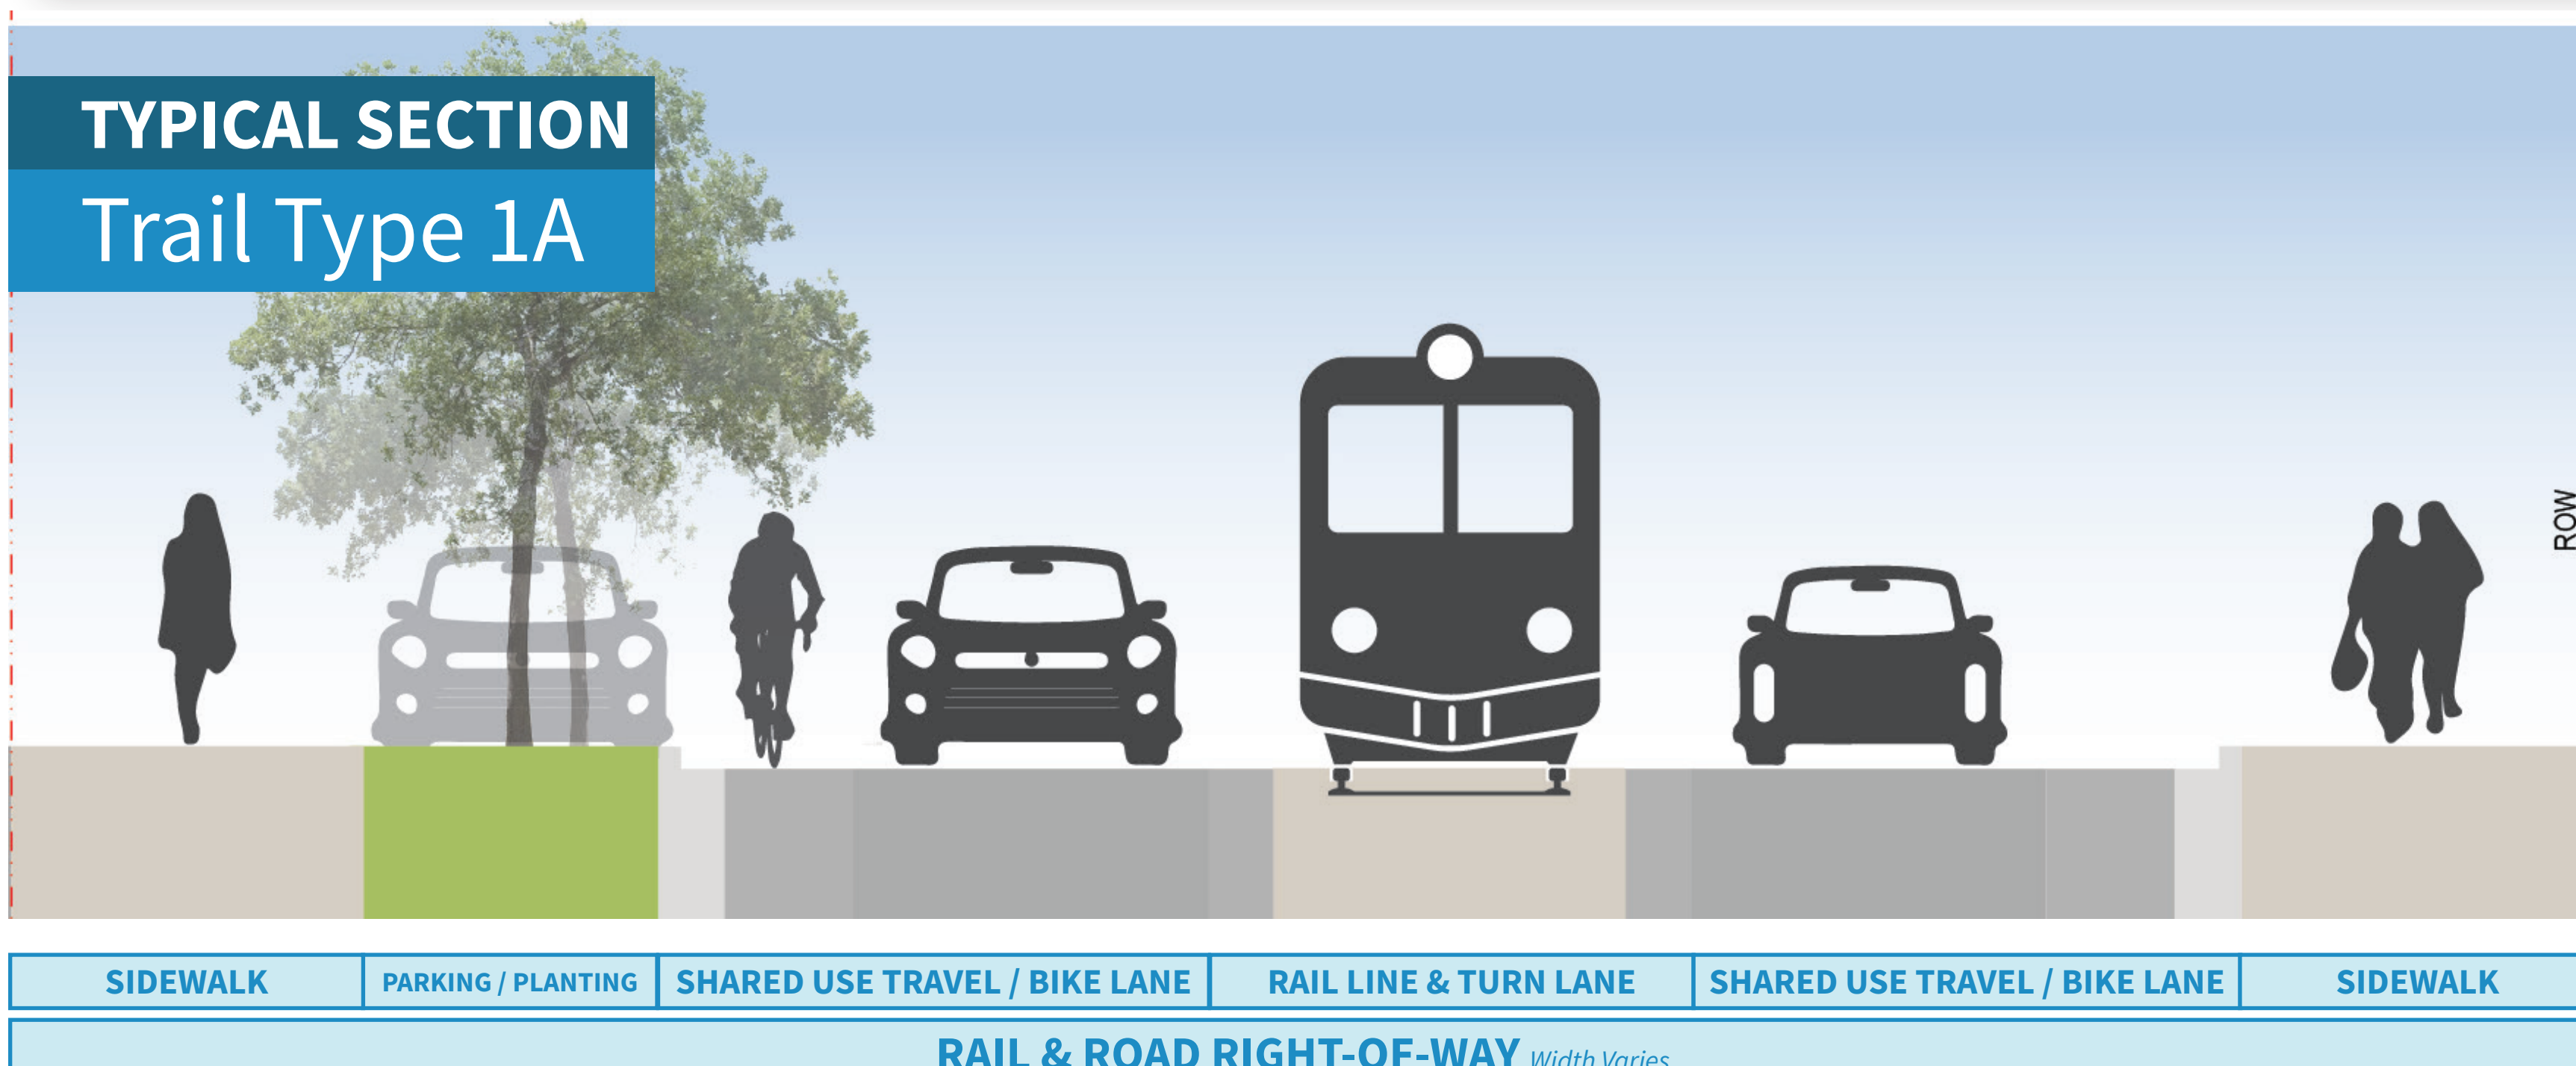 TYPICAL SECTION
Trail Type 1A
ROW
SIDEWALK
PARKING / PLANTING
SHARED USE TRAVEL / BIKE LANE
RAIL LINE & TURN LANE
SHARED USE TRAVEL / BIKE LANE
SIDEWALK
RAIL & ROAD RIGHT-OF-WAY Width Varies